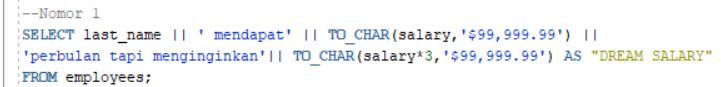 --Nomor 1
SELECT last_name || ' mendapat' || TO_CHAR(salary,'$99,999.99') ||
'perbulan tapi menginginkan'|| TO_CHAR(salary*3,'$99,999.99') AS "DREAM SALARY"
FROM employees;